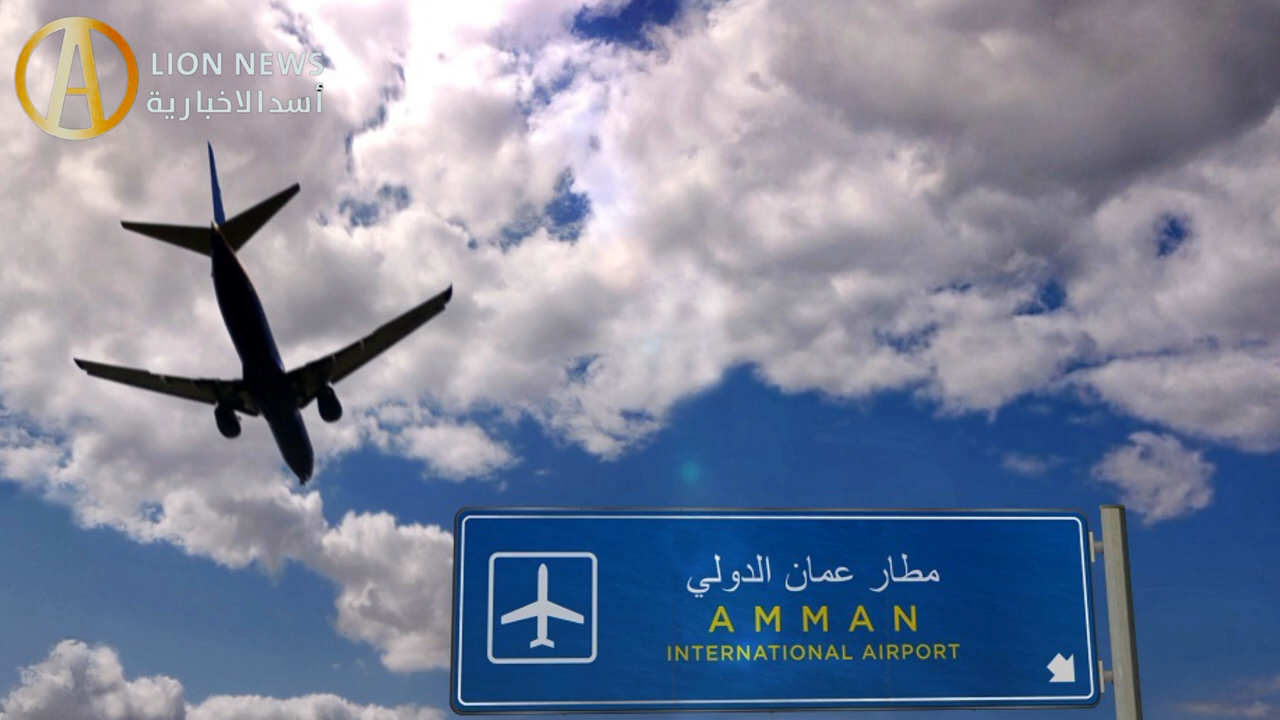 LION NEWS
أسد الاخبارية
مطار عمان الدولي
AMMAN
INTERNATIONAL AIRPORT